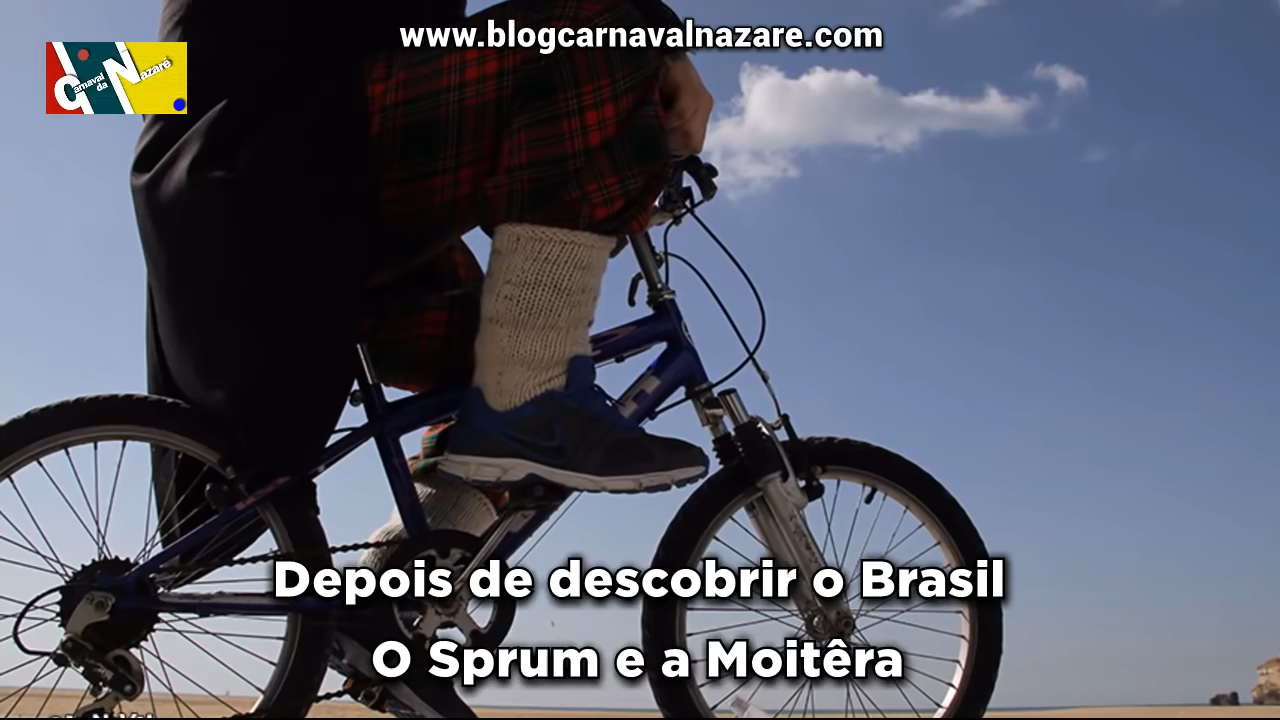 www.blogcarnavalnazare.com
Carnaval
da
Nazaré
Depois de descobrir o Brasil
O Sprum e a Moitêra